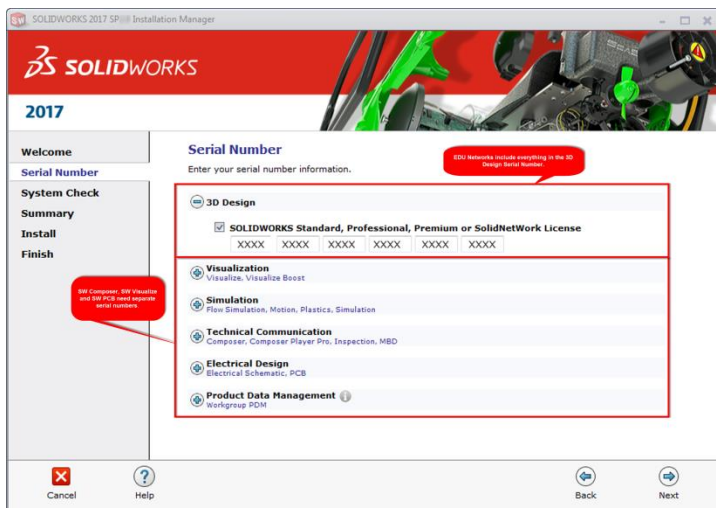 SOLIDWORKS 2017 SP Installation Manager
SOLIDWORKS
2017
Welcome
Serial Number
System Check
Summary
Install
Finish
Serial Number
Enter your serial number information.
EDU Networks include everything in the 3D
Design Serial Number.
3D Design
SOLIDWORKS Standard, Professional, Premium or SolidNetWork License
XXXX XXXX XXXX XXXX XXXX XXXX
SW Composer, SW Visualize
and SW PCB need separate
serial numbers.
Visualization
Visualize, Visualize Boost
Simulation
Flow Simulation, Motion, Plastics, Simulation
Technical Communication
Composer, Composer Player Pro, Inspection, MBD
Electrical Design
Electrical Schematic, PCB
Product Data Management
Workgroup PDM
Cancel
Help
Back
Next